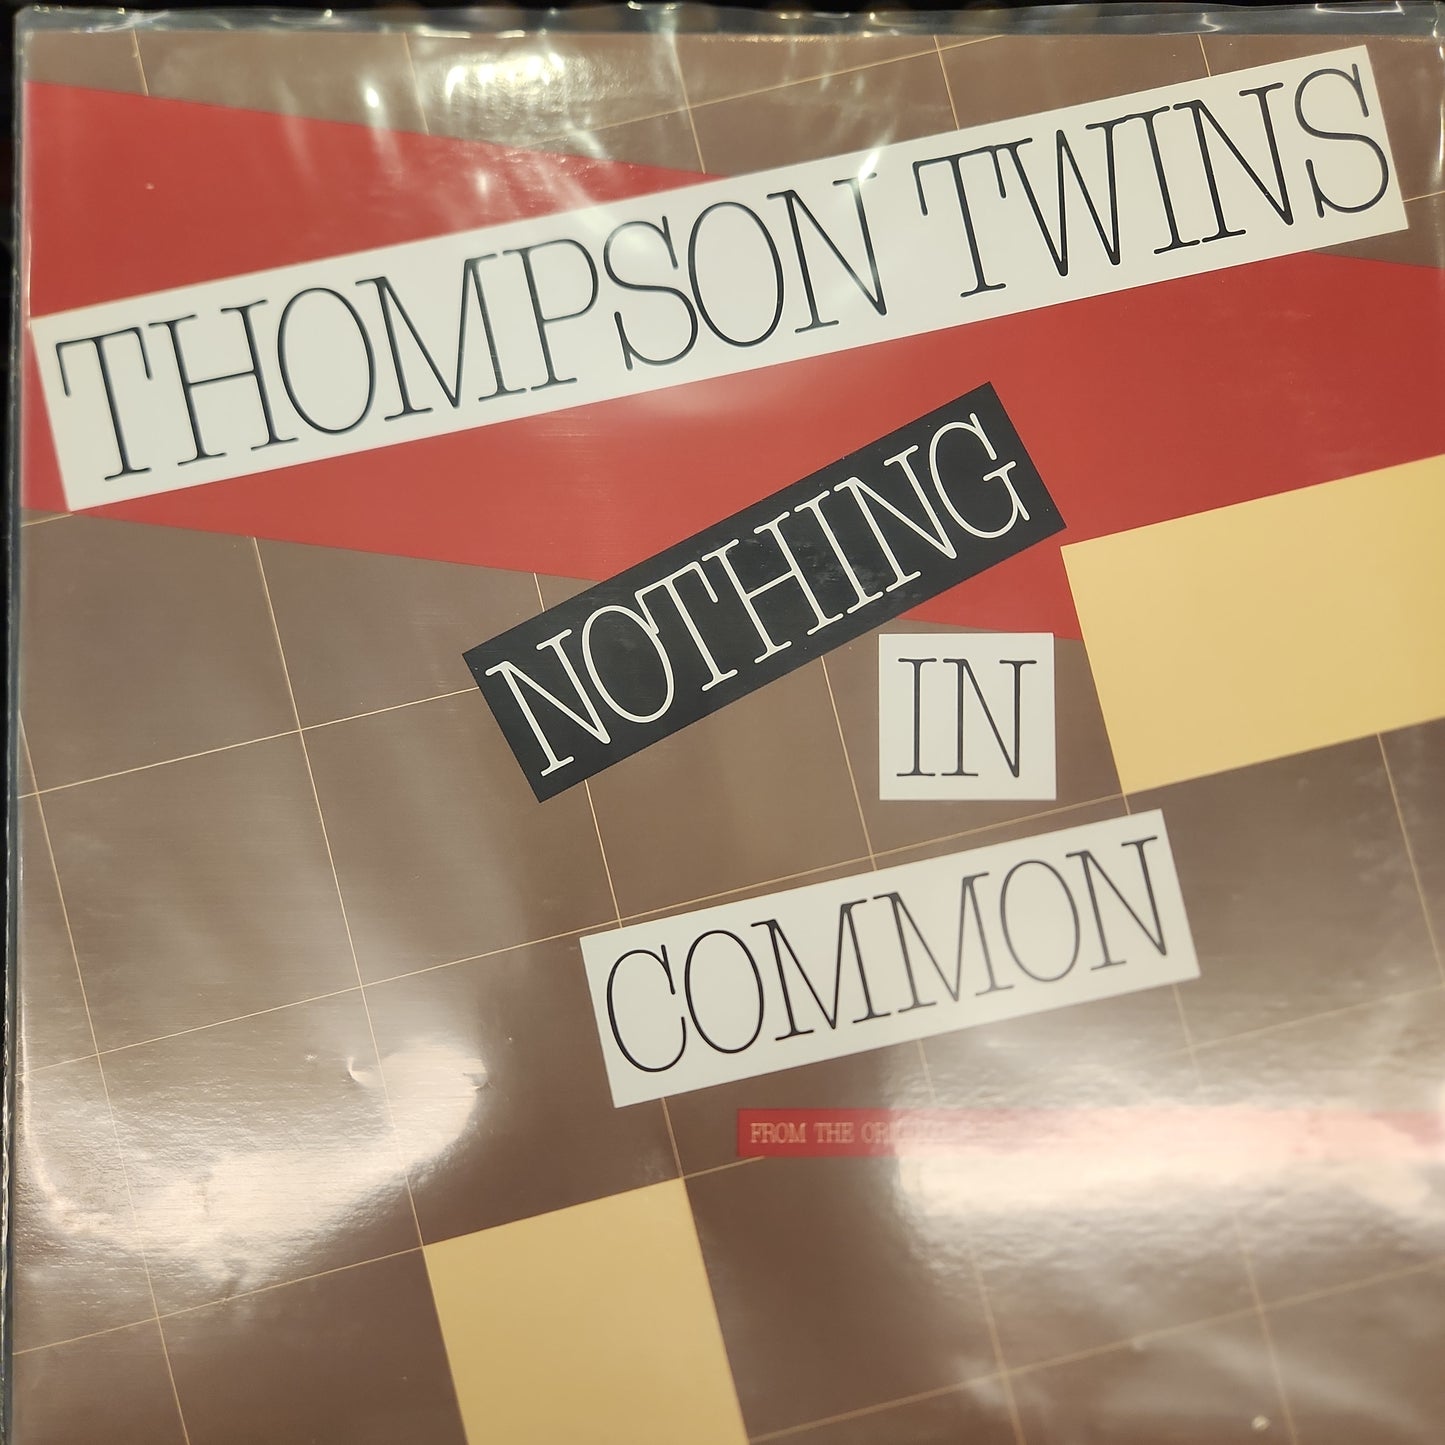 THOMPSON TWINS
NOTHING
IN
COMMON
FROM THE